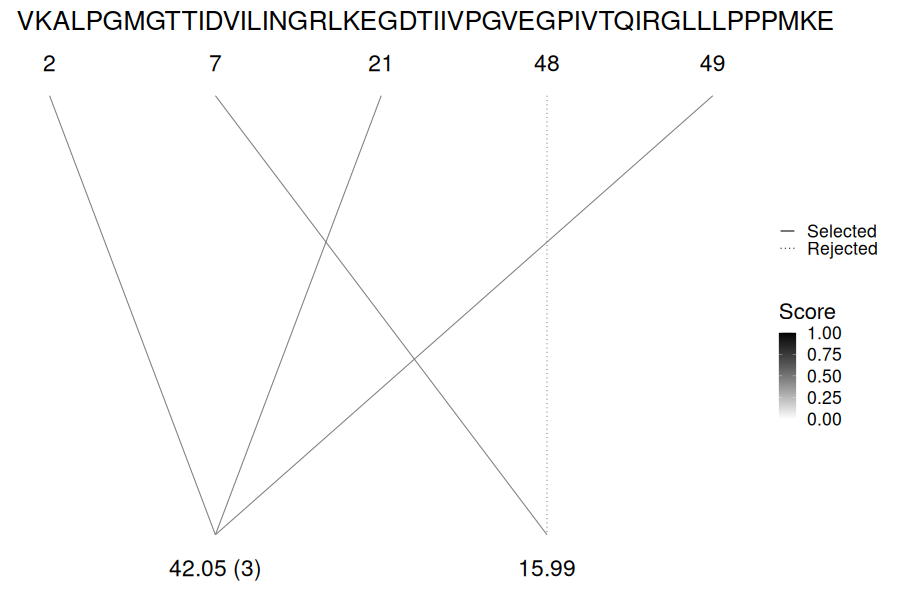 VKALPGMGTTIDVILINGRLKEGDTIIVPGVEGPIVTQIRGLLLPPPMKE
2 7 21 48 49
Selected
Rejected
Score
1.00
0.75
0.50
0.25
0.00
42.05 (3) 15.99